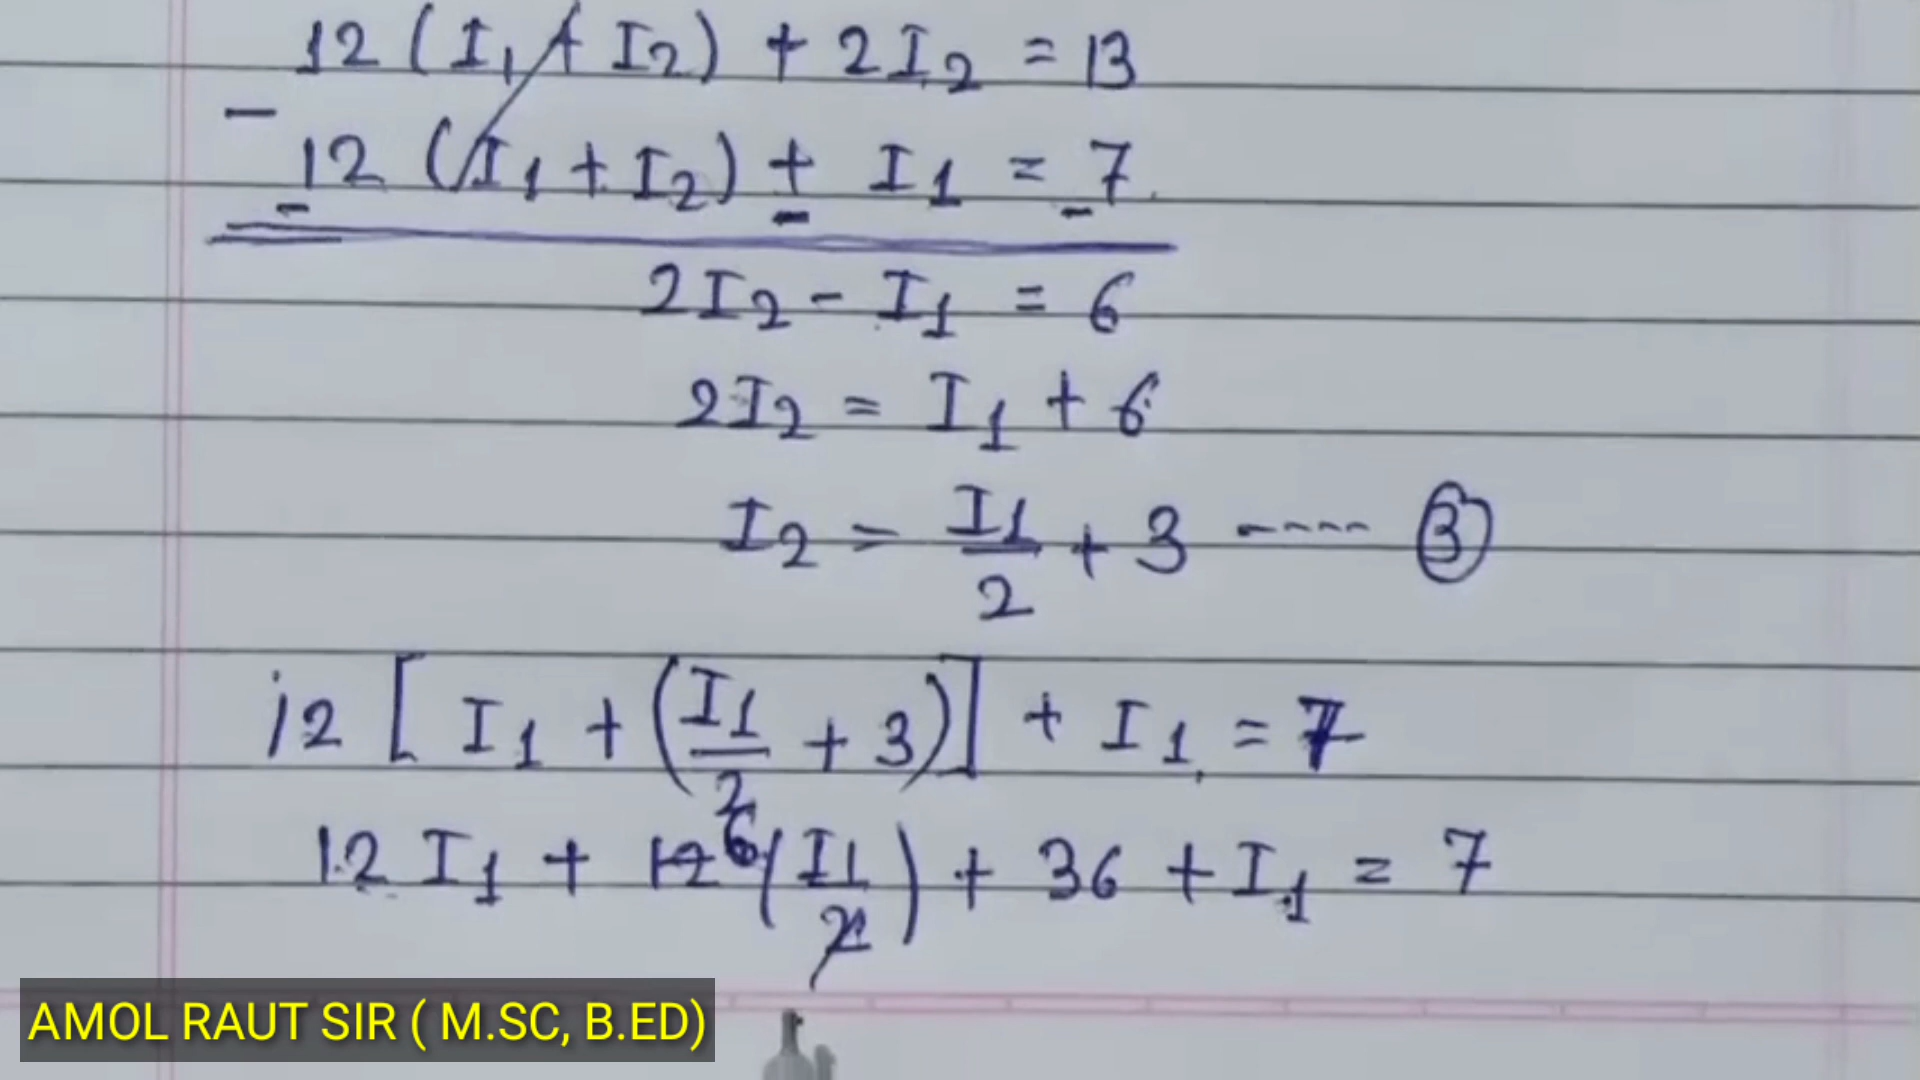 12 (I₁ + I₂) + 2I₂ = 13
- 12 (I₁ + I₂) + I₁ = 7
- - -
2I₂ - I₁ = 6
2I₂ = I₁ + 6
I₂ = I₁/2 + 3 ---- ③
12 [ I₁ + (I₁/2 + 3)] + I₁ = 7
12 I₁ + 12 6 (I₁/2) + 36 + I₁ = 7
AMOL RAUT SIR ( M.SC, B.ED)